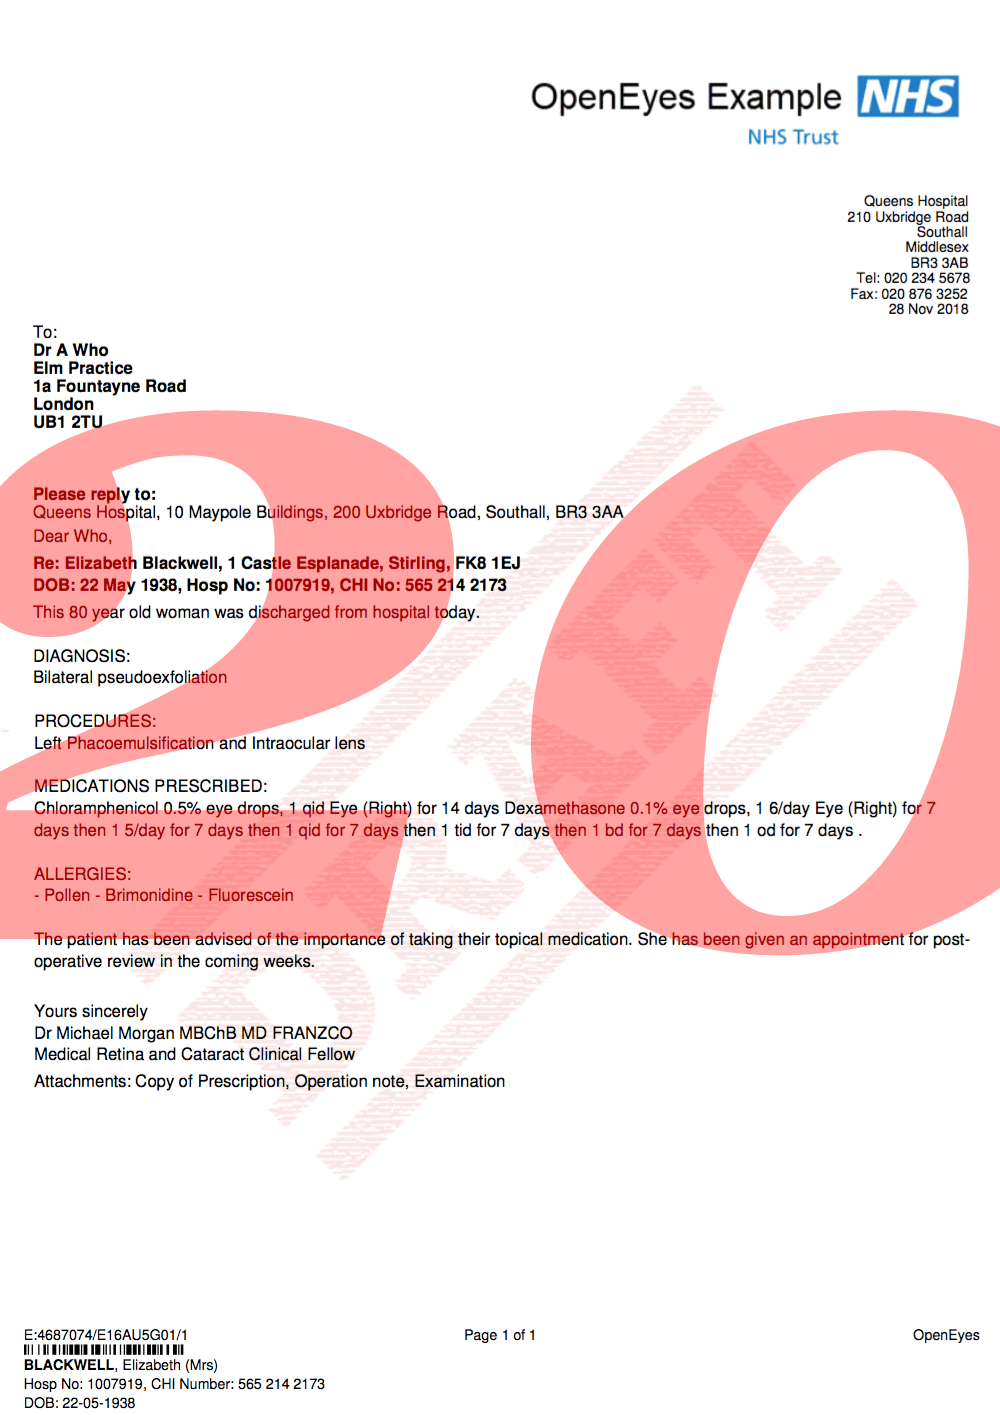 OpenEyes Example NHS
NHS Trust
Queens Hospital
210 Uxbridge Road
Southall
Middlesex
BR3 3AB
Tel: 020 234 5678
Fax: 020 876 3252
28 Nov 2018
To:
Dr A Who
Elm Practice
1a Fountayne Road
London
UB1 2TU
20
DRAFT
Please reply to:
Queens Hospital, 10 Maypole Buildings, 200 Uxbridge Road, Southall, BR3 3AA
Dear Who,
Re: Elizabeth Blackwell, 1 Castle Esplanade, Stirling, FK8 1EJ
DOB: 22 May 1938, Hosp No: 1007919, CHI No: 565 214 2173
This 80 year old woman was discharged from hospital today.
DIAGNOSIS:
Bilateral pseudoexfoliation
PROCEDURES:
Left Phacoemulsification and Intraocular lens
MEDICATIONS PRESCRIBED:
Chloramphenicol 0.5% eye drops, 1 qid Eye (Right) for 14 days Dexamethasone 0.1% eye drops, 1 6/day Eye (Right) for 7
days then 1 5/day for 7 days then 1 qid for 7 days then 1 tid for 7 days then 1 bd for 7 days then 1 od for 7 days .
ALLERGIES:
- Pollen - Brimonidine - Fluorescein
The patient has been advised of the importance of taking their topical medication. She has been given an appointment for post-
operative review in the coming weeks.
Yours sincerely
Dr Michael Morgan MBChB MD FRANZCO
Medical Retina and Cataract Clinical Fellow
Attachments: Copy of Prescription, Operation note, Examination
E:4687074/E16AU5G01/1
Page 1 of 1
OpenEyes
BLACKWELL, Elizabeth (Mrs)
Hosp No: 1007919, CHI Number: 565 214 2173
DOB: 22-05-1938